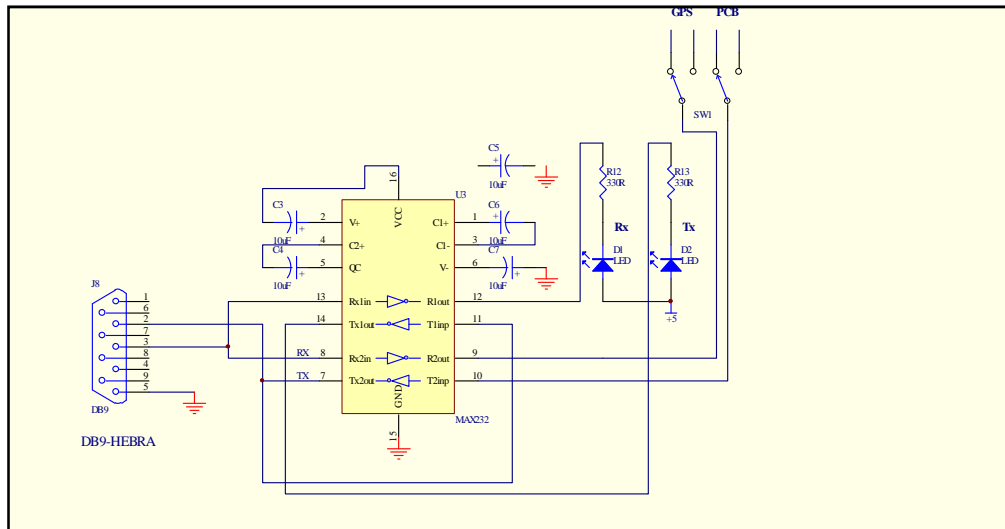 GPS PCB
SW1
C5
10uF
R12
330R
R13
330R
16
U3
VCC
C3
10uF
2
V+
C1+
1
C6
10uF
4
C2+
C1-
3
C4
10uF
5
QC
V-
6
C7
10uF
Rx
Tx
D1
LED
D2
LED
+5
J8
1
6
2
7
3
8
4
9
5
DB9
DB9-HEBRA
13
Rx1in
R1out
12
14
Tx1out
T1inp
11
RX
8
Rx2in
R2out
9
TX
7
Tx2out
T2inp
10
GND
15
MAX232